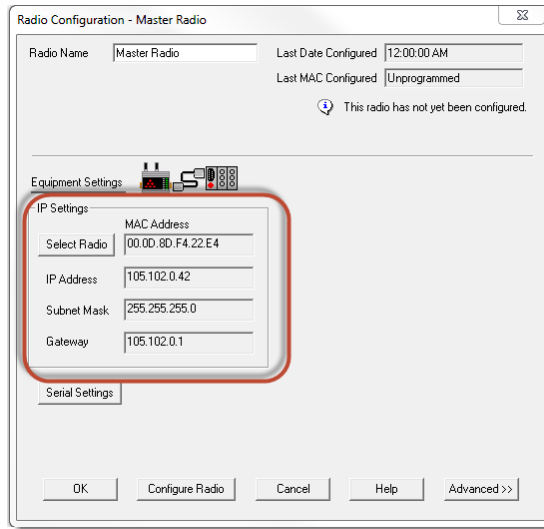 Radio Configuration - Master Radio
Radio Name Master Radio Last Date Configured 12:00:00 AM
Last MAC Configured Unprogrammed
This radio has not yet been configured.
Equipment Settings
IP Settings
MAC Address
Select Radio 00.0D.8D.F4.22.E4
IP Address 105.102.0.42
Subnet Mask 255.255.255.0
Gateway 105.102.0.1
Serial Settings
OK Configure Radio Cancel Help Advanced >>